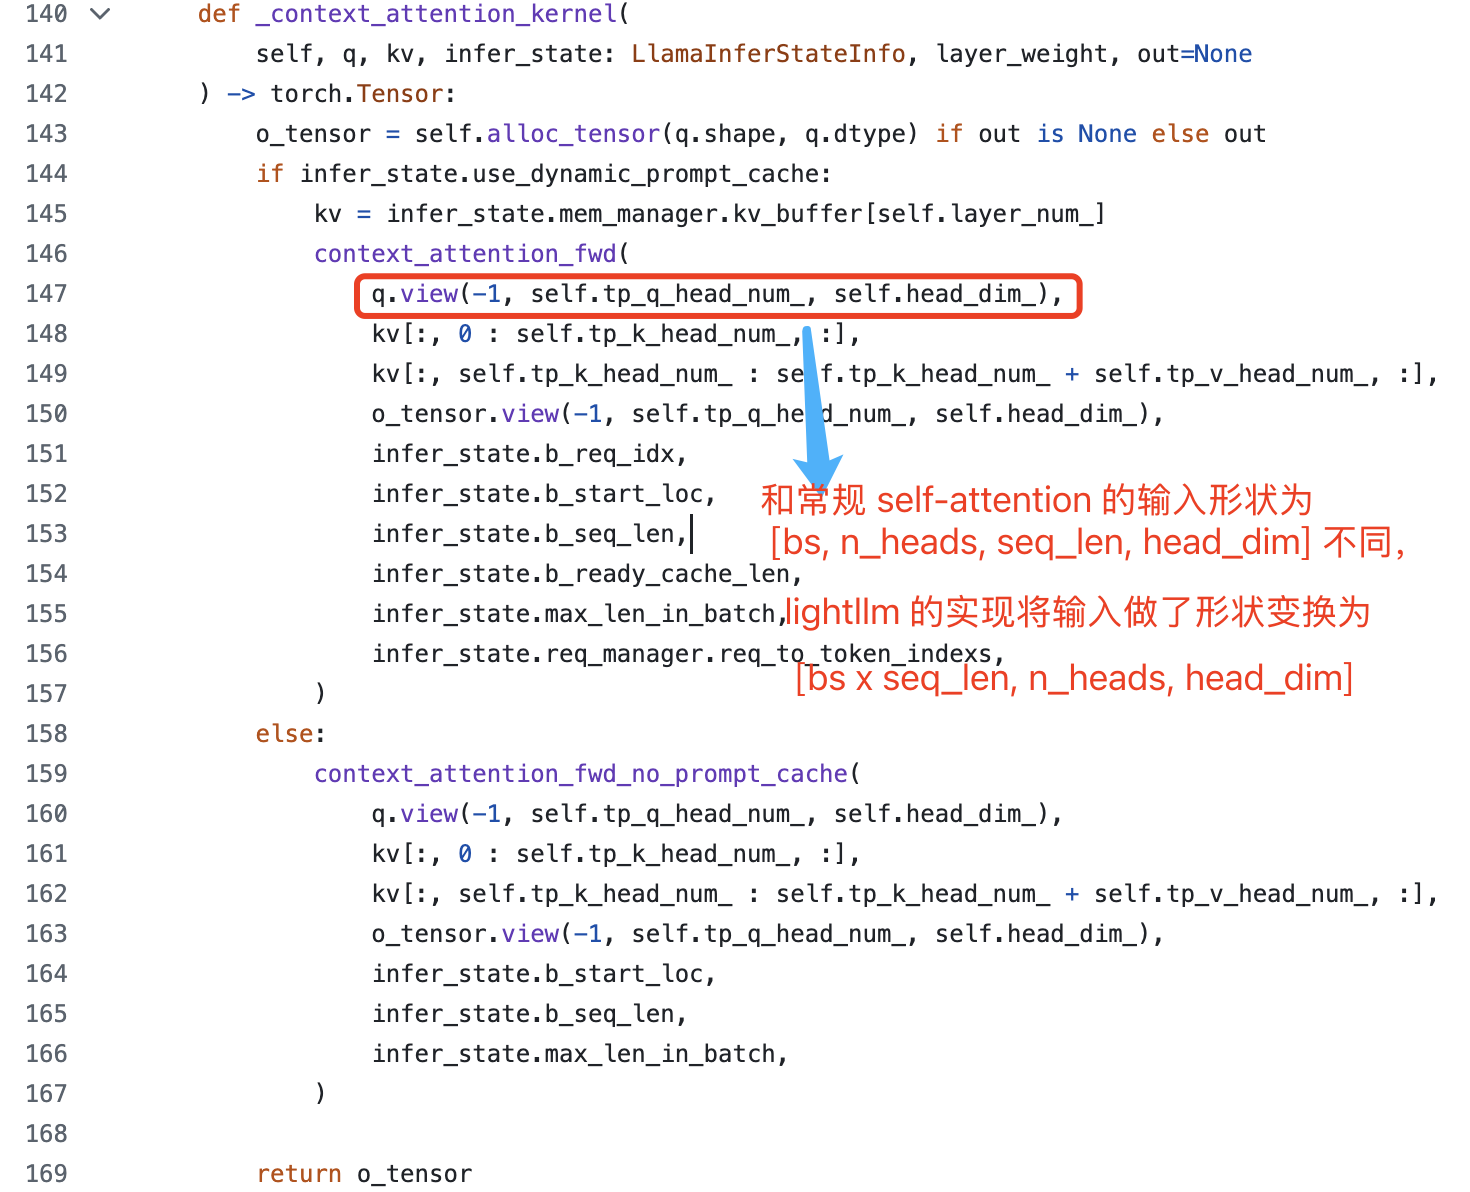 140 def _context_attention_kernel(
141 self, q, kv, infer_state: LlamaInferStateInfo, layer_weight, out=None
142 ) -> torch.Tensor:
143 o_tensor = self.alloc_tensor(q.shape, q.dtype) if out is None else out
144 if infer_state.use_dynamic_prompt_cache:
145 kv = infer_state.mem_manager.kv_buffer[self.layer_num_]
146 context_attention_fwd(
147 q.view(-1, self.tp_q_head_num_, self.head_dim_),
148 kv[:, 0 : self.tp_k_head_num_, :],
149 kv[:, self.tp_k_head_num_ : self.tp_k_head_num_ + self.tp_v_head_num_, :],
150 o_tensor.view(-1, self.tp_q_head_num_, self.head_dim_),
151 infer_state.b_req_idx,
152 infer_state.b_start_loc,
和常规 self-attention 的输入形状为
153 infer_state.b_seq_len,
[bs, n_heads, seq_len, head_dim] 不同，
154 infer_state.b_ready_cache_len,
155 infer_state.max_len_in_batch,
lightllm 的实现将输入做了形状变换为
156 infer_state.req_manager.req_to_token_indexs,
[bs x seq_len, n_heads, head_dim]
157 )
158 else:
159 context_attention_fwd_no_prompt_cache(
160 q.view(-1, self.tp_q_head_num_, self.head_dim_),
161 kv[:, 0 : self.tp_k_head_num_, :],
162 kv[:, self.tp_k_head_num_ : self.tp_k_head_num_ + self.tp_v_head_num_, :],
163 o_tensor.view(-1, self.tp_q_head_num_, self.head_dim_),
164 infer_state.b_start_loc,
165 infer_state.b_seq_len,
166 infer_state.max_len_in_batch,
167 )
168
169 return o_tensor